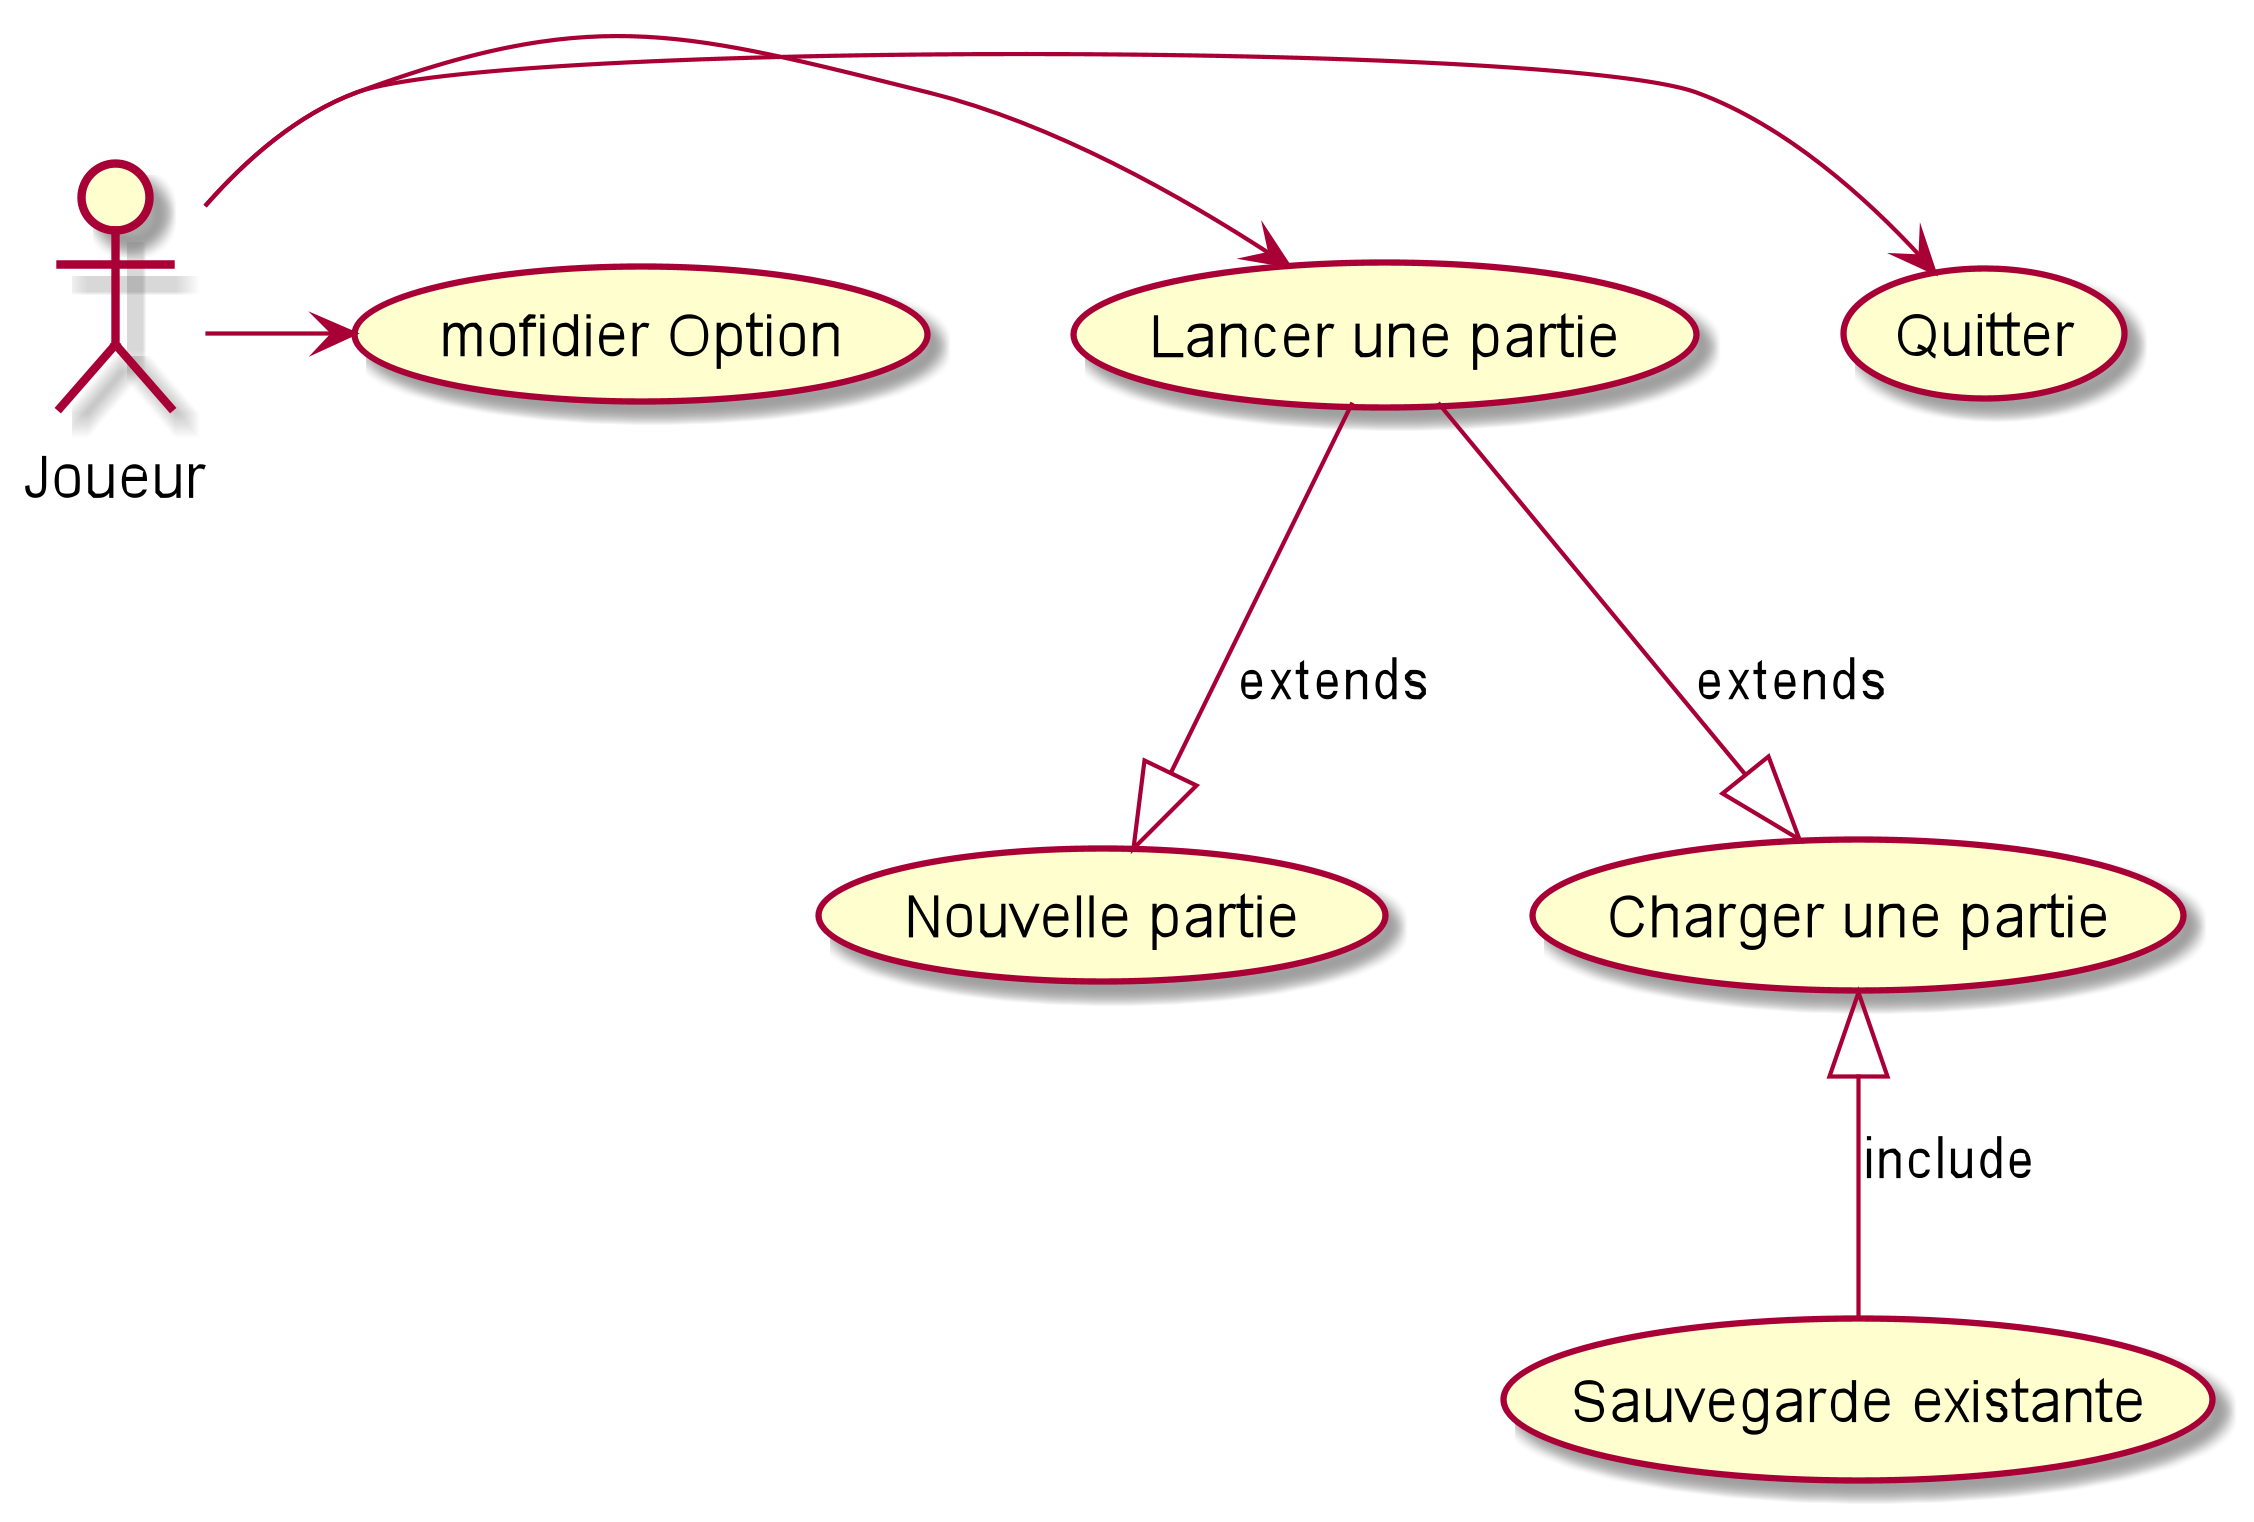 Joueur
mofidier Option
Lancer une partie
Quitter
extends
extends
Nouvelle partie
Charger une partie
include
Sauvegarde existante